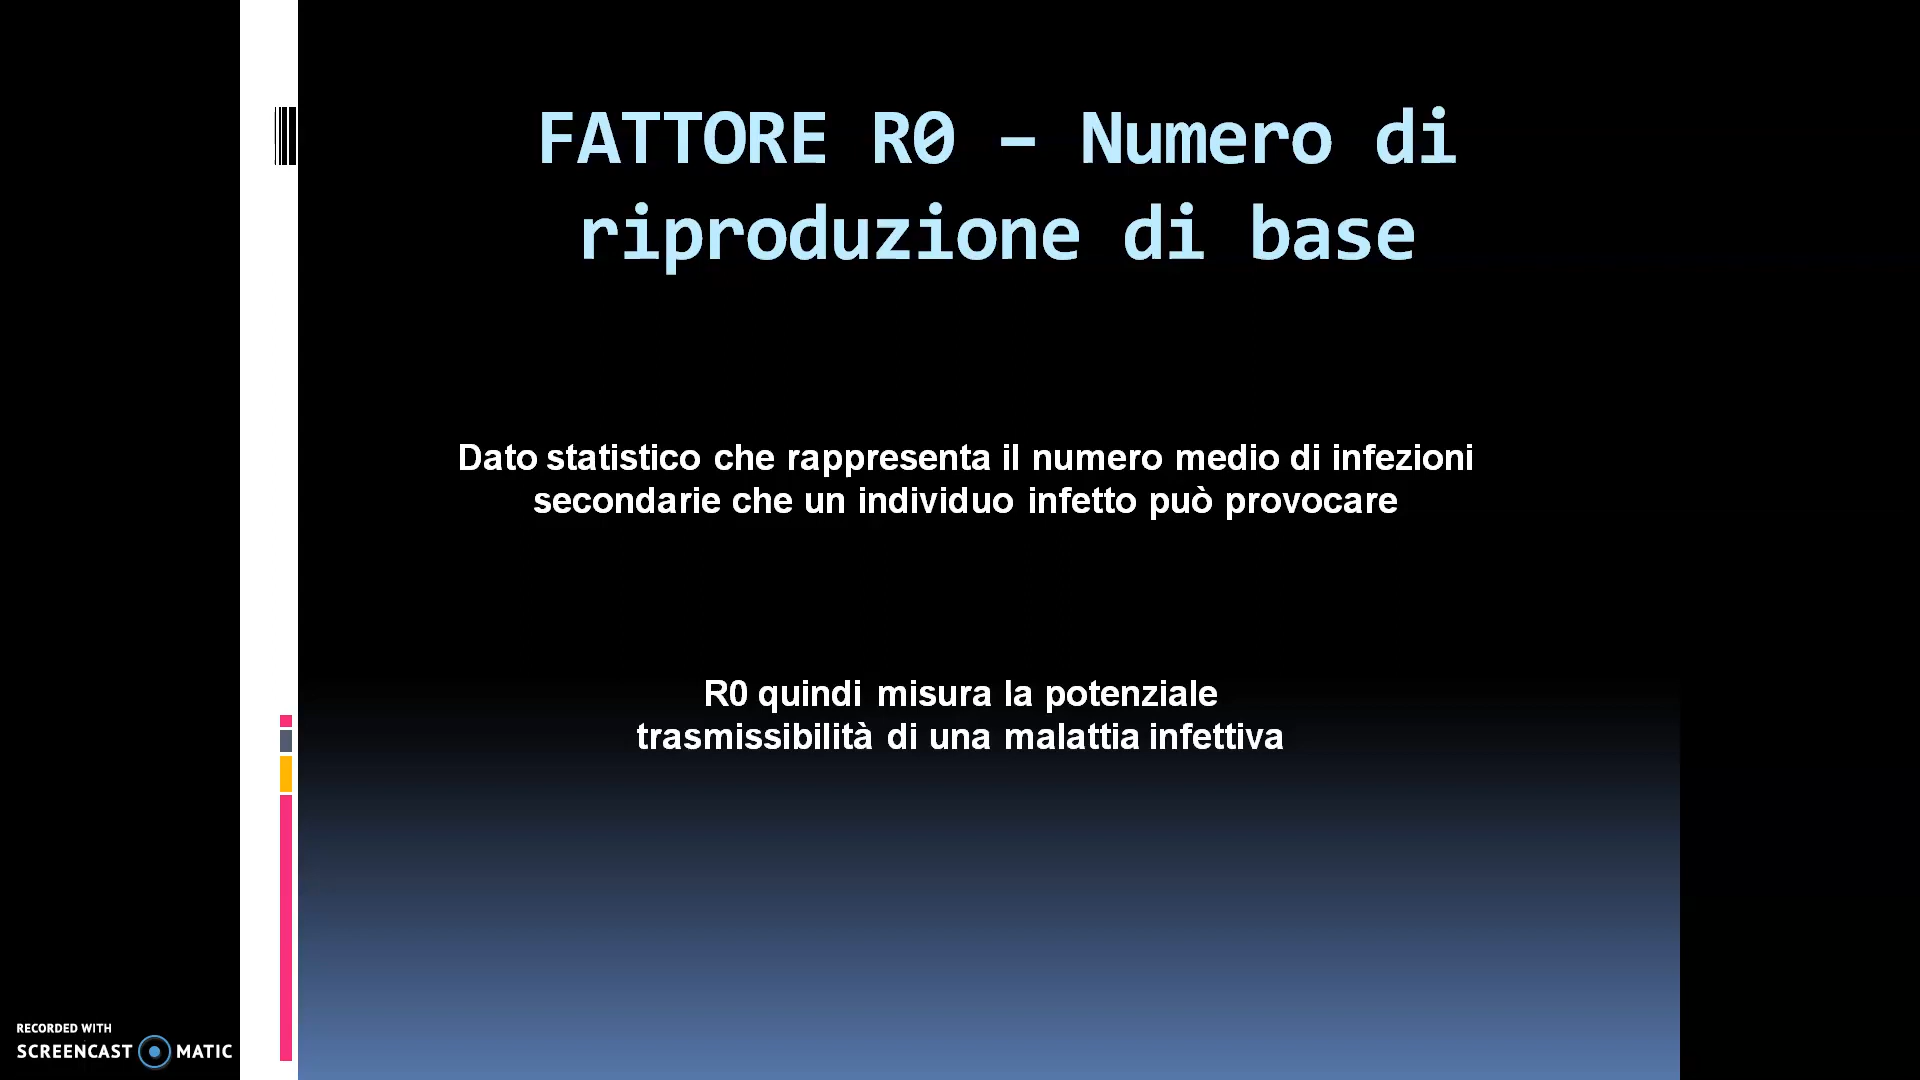 FATTORE R0 – Numero di
riproduzione di base
Dato statistico che rappresenta il numero medio di infezioni
secondarie che un individuo infetto può provocare
R0 quindi misura la potenziale
trasmissibilità di una malattia infettiva
RECORDED WITH
SCREENCAST MATIC